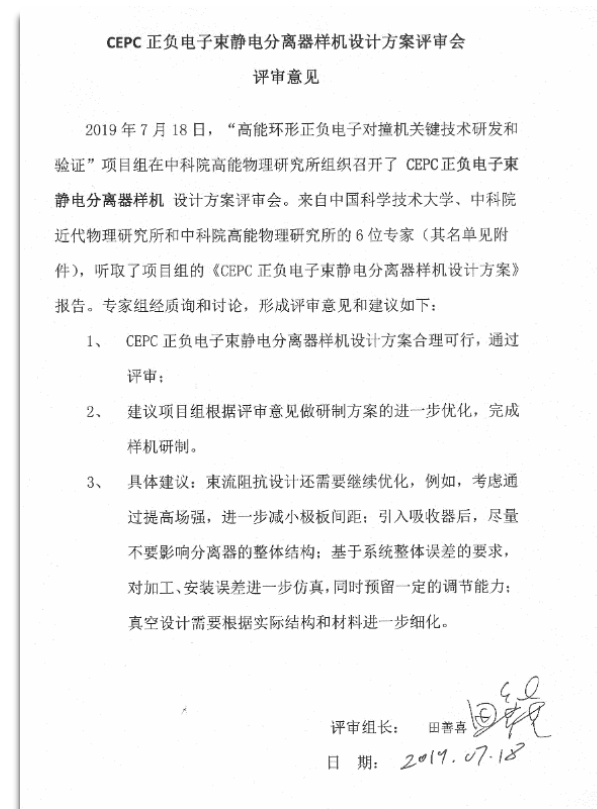 CEPC 正负电子束静电分离器样机设计方案评审会
评审意见
2019 年 7 月 18 日，“高能环形正负电子对撞机关键技术研发和
验证”项目组在中科院高能物理研究所组织召开了 CEPC 正负电子束
静电分离器样机 设计方案评审会。来自中国科学技术大学、中科院
近代物理研究所和中科院高能物理研究所的 6 位专家（其名单见附
件），听取了项目组的《CEPC 正负电子束静电分离器样机设计方案》
报告。专家组经质询和讨论，形成评审意见和建议如下：
1、 CEPC 正负电子束静电分离器样机设计方案合理可行，通过
评审；
2、 建议项目组根据评审意见做研制方案的进一步优化，完成
样机研制。
3、 具体建议：束流阻抗设计还需要继续优化，例如，考虑通
过提高场强，进一步减小极板间距；引入吸收器后，尽量
不要影响分离器的整体结构；基于系统整体误差的要求，
对加工、安装误差进一步仿真，同时预留一定的调节能力；
真空设计需要根据实际结构和材料进一步细化。
评审组长： 田善喜
日 期： 2019.07.18